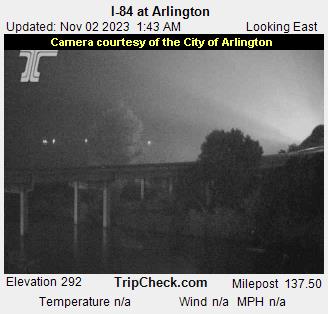 I-84 at Arlington
Updated: Nov 02 2023 1:43 AM Looking East
Camera courtesy of the City of Arlington
Elevation 292 TripCheck.com Milepost 137.50
Temperature n/a Wind n/a MPH n/a